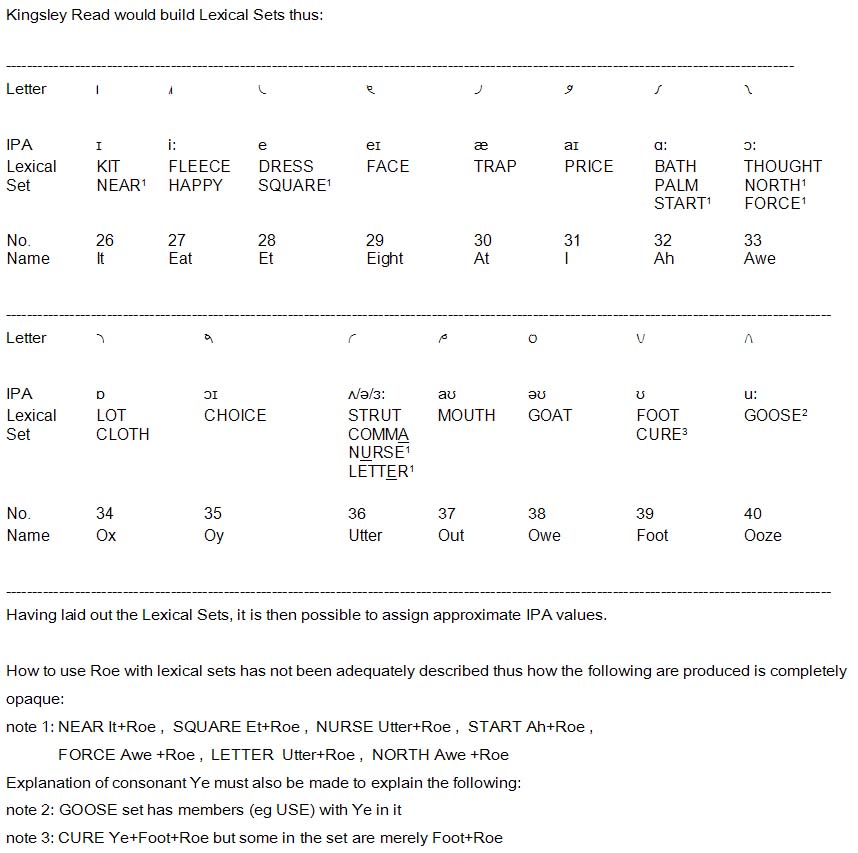 Kingsley Read would build Lexical Sets thus:
Letter
IPA ɪ i: e eɪ æ aɪ ɑ: ɔ:
Lexical KIT FLEECE DRESS FACE TRAP PRICE BATH THOUGHT
Set NEAR¹ HAPPY SQUARE¹ PALM NORTH¹
START¹ FORCE¹
No. 26 27 28 29 30 31 32 33
Name It Eat Et Eight At I Ah Awe
Letter
IPA ɒ ɔɪ ʌ/ə/ɜ: aʊ əʊ ʊ u:
Lexical LOT CHOICE STRUT MOUTH GOAT FOOT GOOSE²
Set CLOTH COMMA CURE³
NURSE¹
LETTER¹
No. 34 35 36 37 38 39 40
Name Ox Oy Utter Out Owe Foot Ooze
Having laid out the Lexical Sets, it is then possible to assign approximate IPA values.
How to use Roe with lexical sets has not been adequately described thus how the following are produced is completely
opaque:
note 1: NEAR It+Roe , SQUARE Et+Roe , NURSE Utter+Roe , START Ah+Roe ,
FORCE Awe +Roe , LETTER Utter+Roe , NORTH Awe +Roe
Explanation of consonant Ye must also be made to explain the following:
note 2: GOOSE set has members (eg USE) with Ye in it
note 3: CURE Ye+Foot+Roe but some in the set are merely Foot+Roe